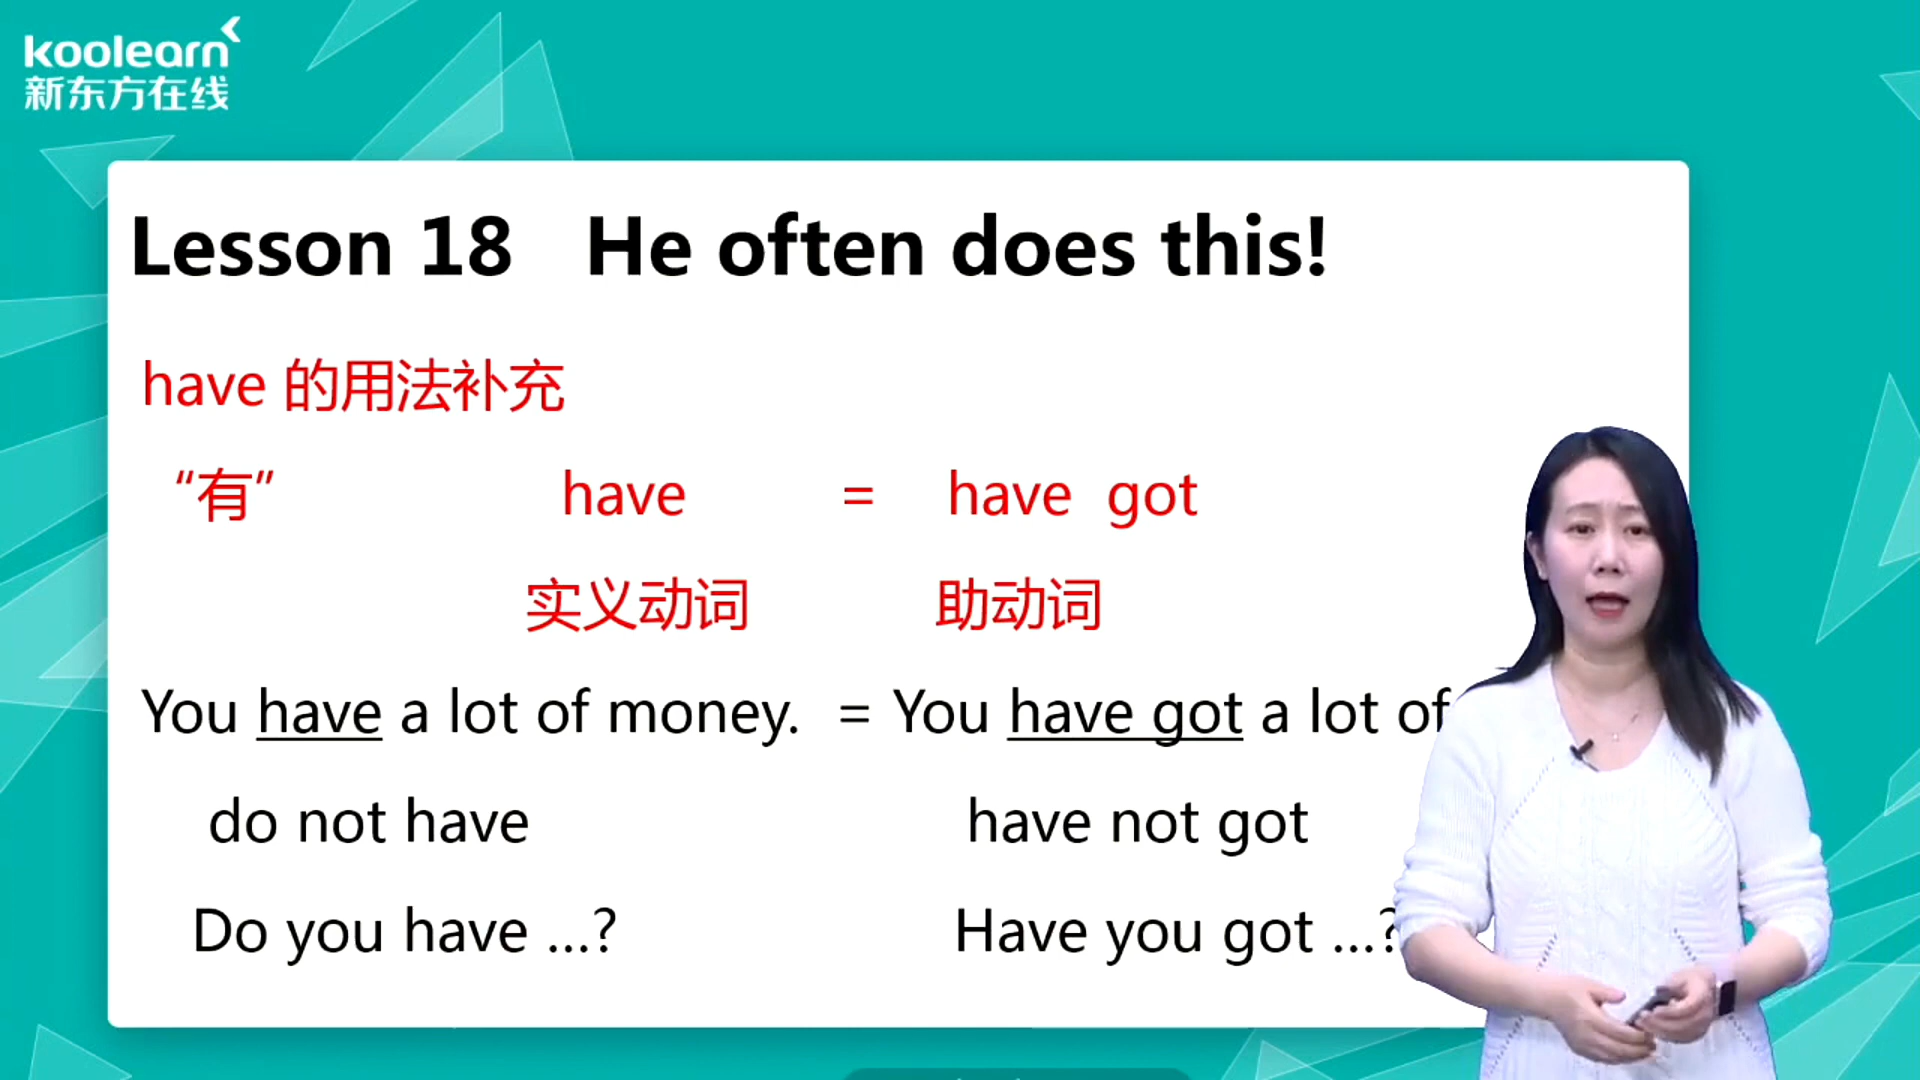 koolearn
新东方在线
Lesson 18 He often does this!
have 的用法补充
“有” have = have got
实义动词 助动词
You have a lot of money. = You have got a lot of
do not have have not got
Do you have …? Have you got …?